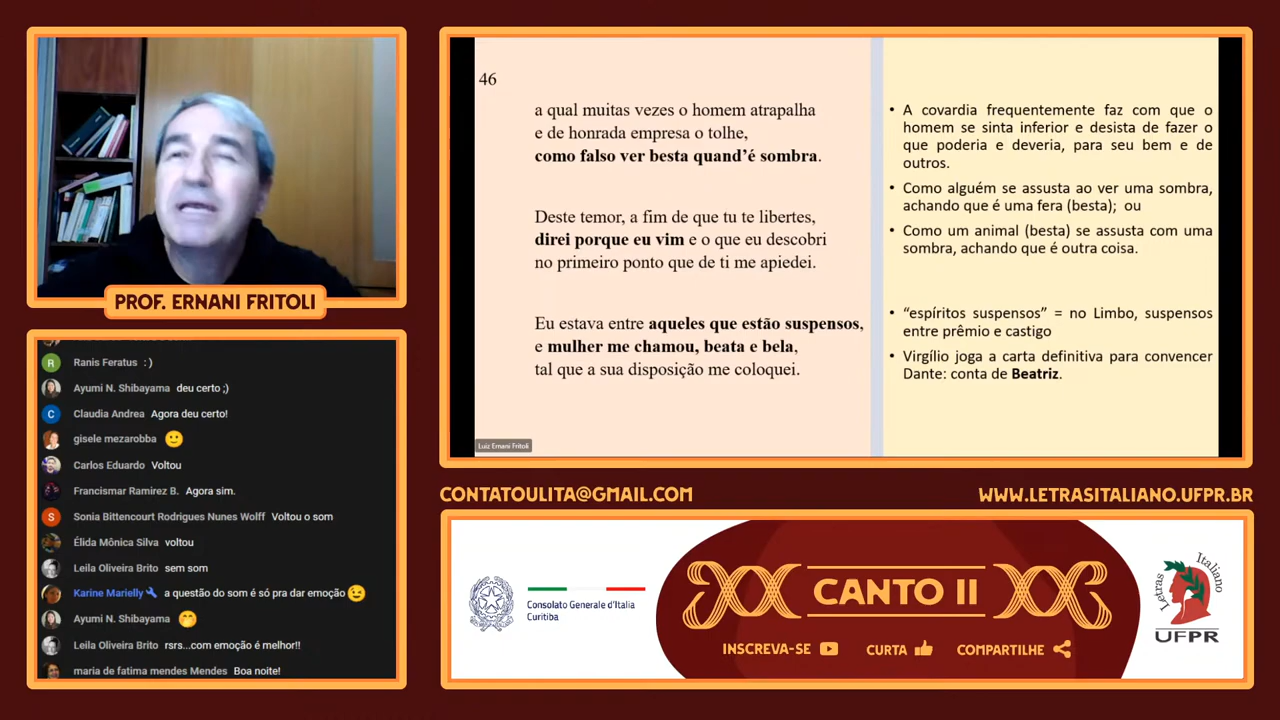 PROF. ERNANI FRITOLI
Ranis Feratus :)
Ayumi N. Shibayama deu certo ;)
Claudia Andrea Agora deu certo!
gisele mezarobba 🙂
Carlos Eduardo Voltou
Francismar Ramirez B. Agora sim.
Sonia Bittencourt Rodrigues Nunes Wolff Voltou o som
Élida Mônica Silva voltou
Leila Oliveira Brito sem som
Karine Marielly a questão do som é só pra dar emoção 😉
Ayumi N. Shibayama 🤭
Leila Oliveira Brito rsrs...com emoção é melhor!!
maria de fatima mendes Mendes Boa noite!
46
a qual muitas vezes o homem atrapalha
e de honrada empresa o tolhe,
como falso ver besta quand'é sombra.
Deste temor, a fim de que tu te libertes,
direi porque eu vim e o que eu descobri
no primeiro ponto que de ti me apiedei.
Eu estava entre aqueles que estão suspensos,
e mulher me chamou, beata e bela,
tal que a sua disposição me coloquei.
Luiz Ernani Fritoli
• A covardia frequentemente faz com que o
homem se sinta inferior e desista de fazer o
que poderia e deveria, para seu bem e de
outros.
• Como alguém se assusta ao ver uma sombra,
achando que é uma fera (besta); ou
• Como um animal (besta) se assusta com uma
sombra, achando que é outra coisa.
• “espíritos suspensos” = no Limbo, suspensos
entre prêmio e castigo
• Virgílio joga a carta definitiva para convencer
Dante: conta de Beatriz.
CONTATOULITA@GMAIL.COM
WWW.LETRASITALIANO.UFPR.BR
Consolato Generale d'Italia
Curitiba
CANTO II
INSCREVA-SE
CURTA
COMPARTILHE
Letras Italiano
UFPR